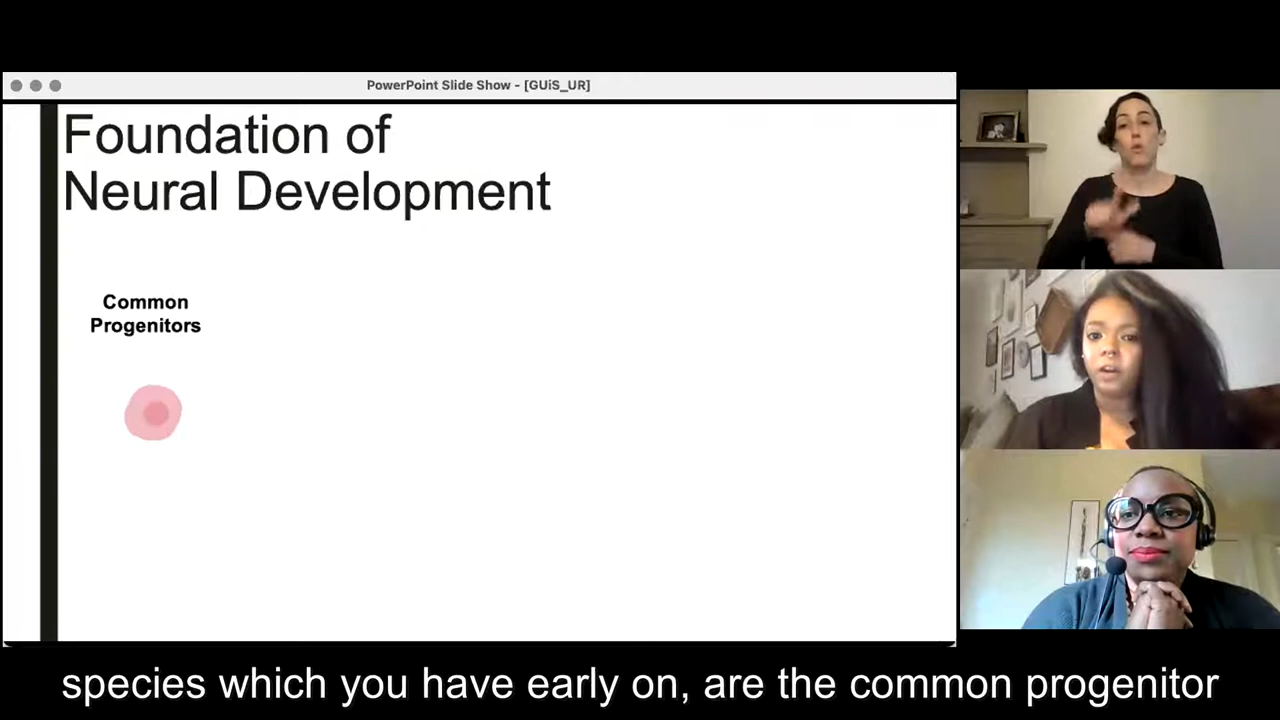 PowerPoint Slide Show - [GUiS_UR]
Foundation of
Neural Development
Common
Progenitors
species which you have early on, are the common progenitor